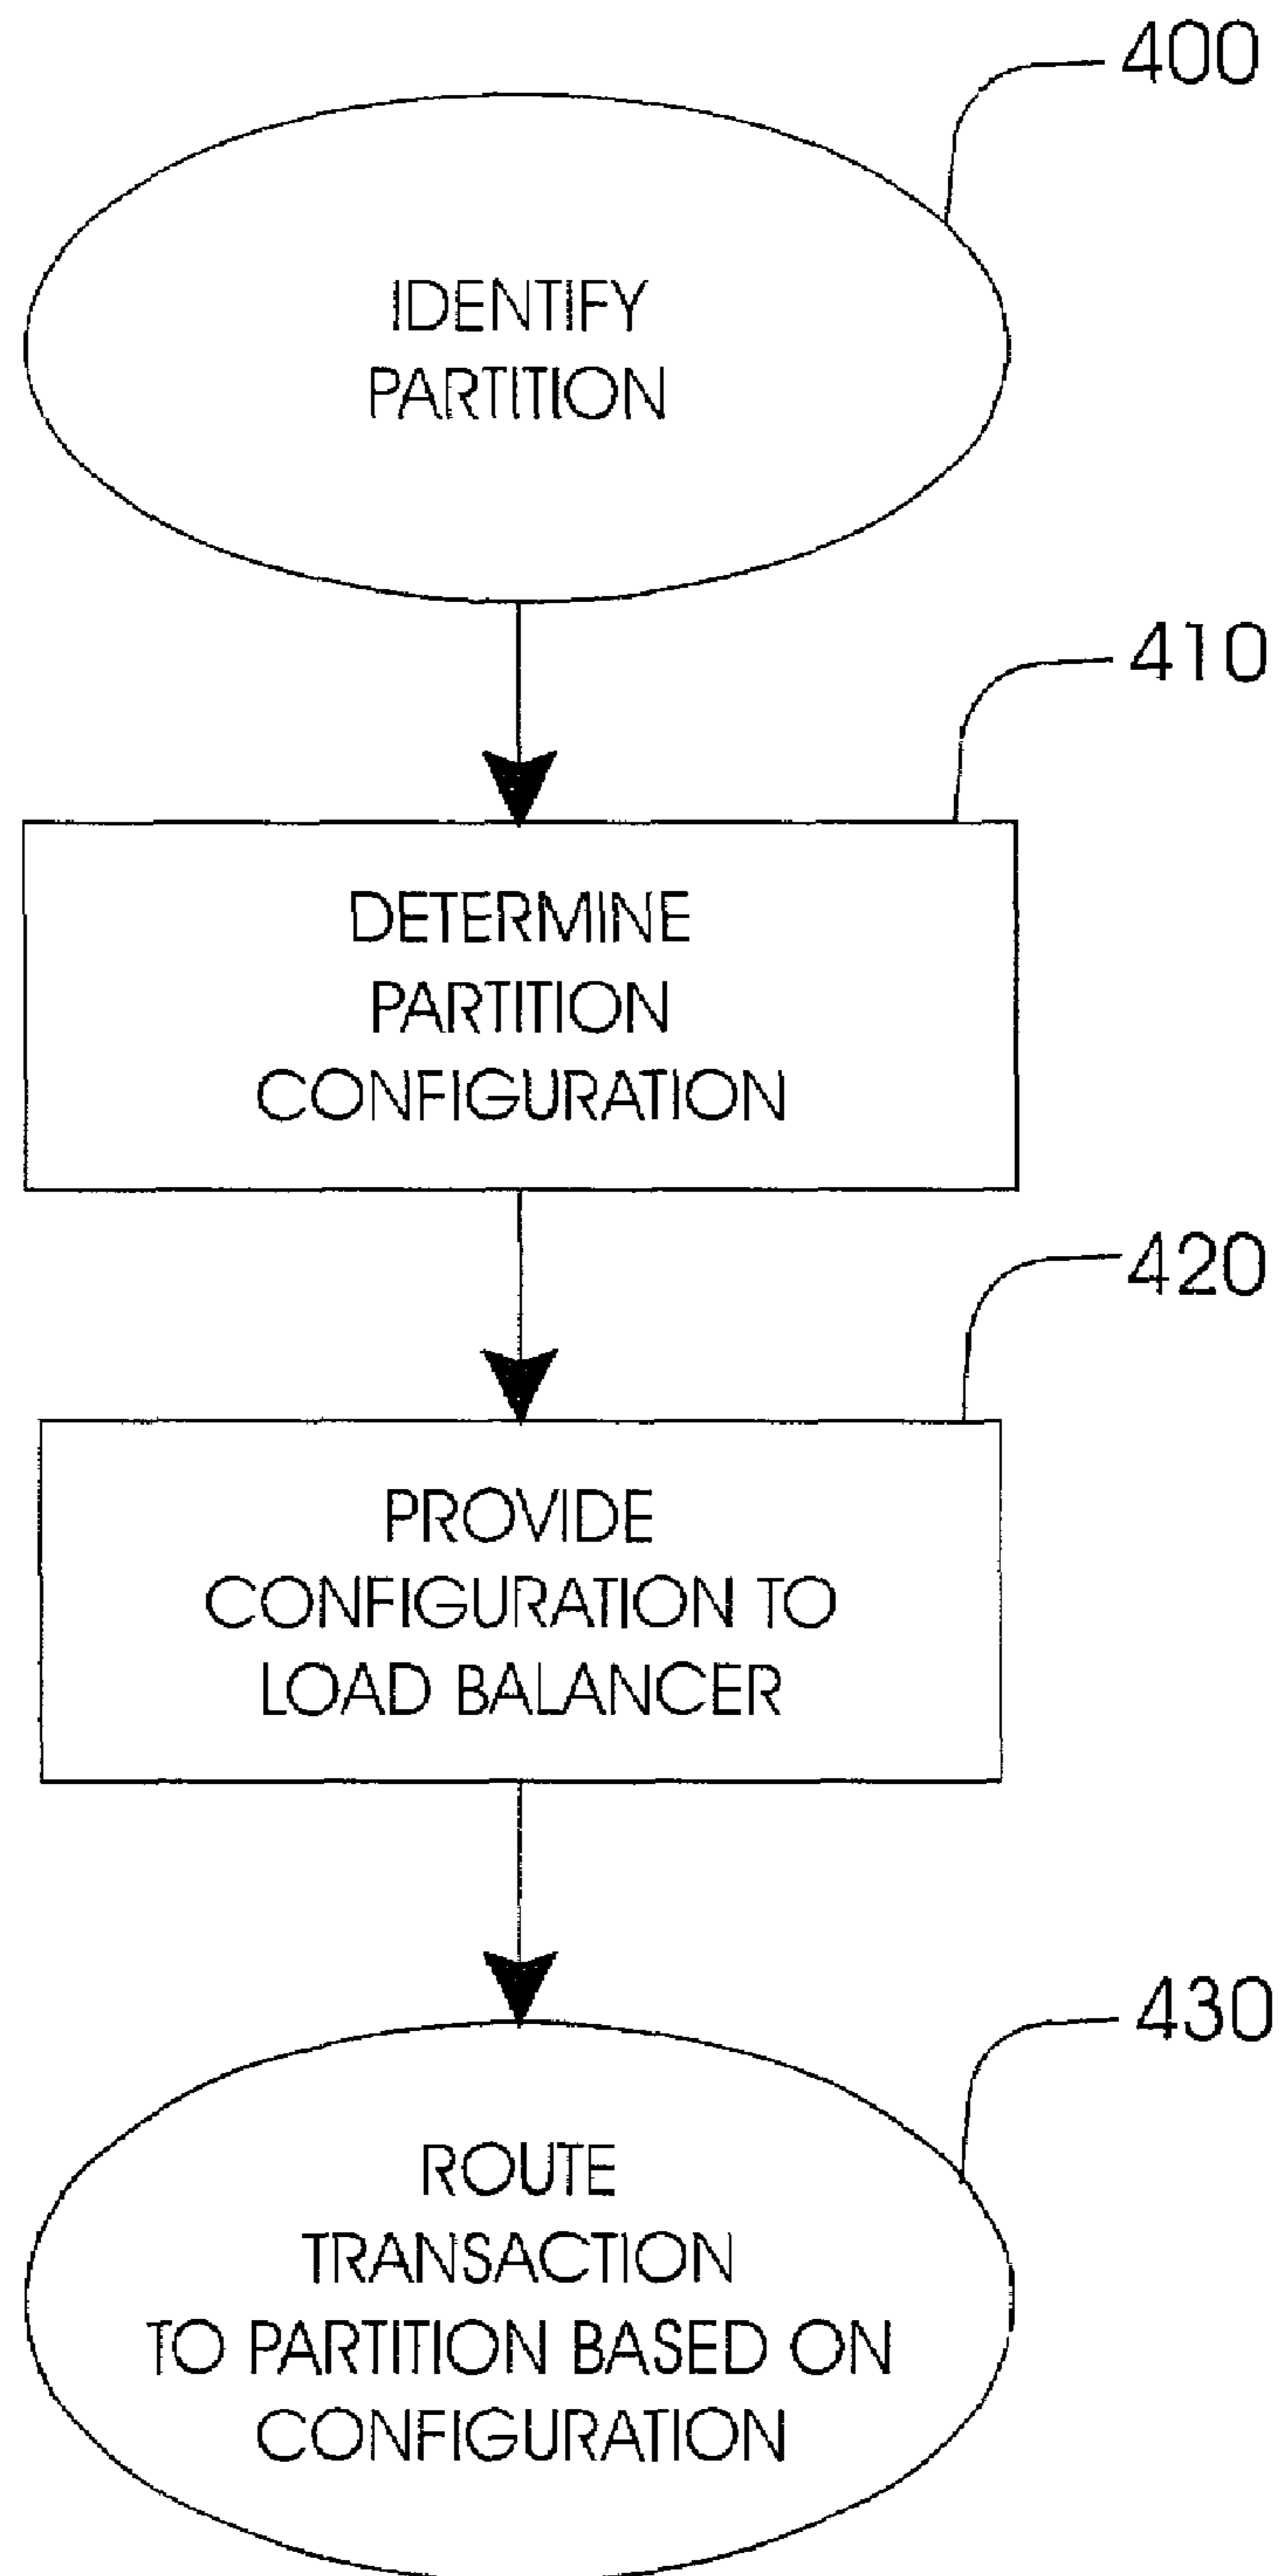 400
IDENTIFY
PARTITION
410
DETERMINE
PARTITION
CONFIGURATION
420
PROVIDE
CONFIGURATION TO
LOAD BALANCER
430
ROUTE
TRANSACTION
TO PARTITION BASED ON
CONFIGURATION